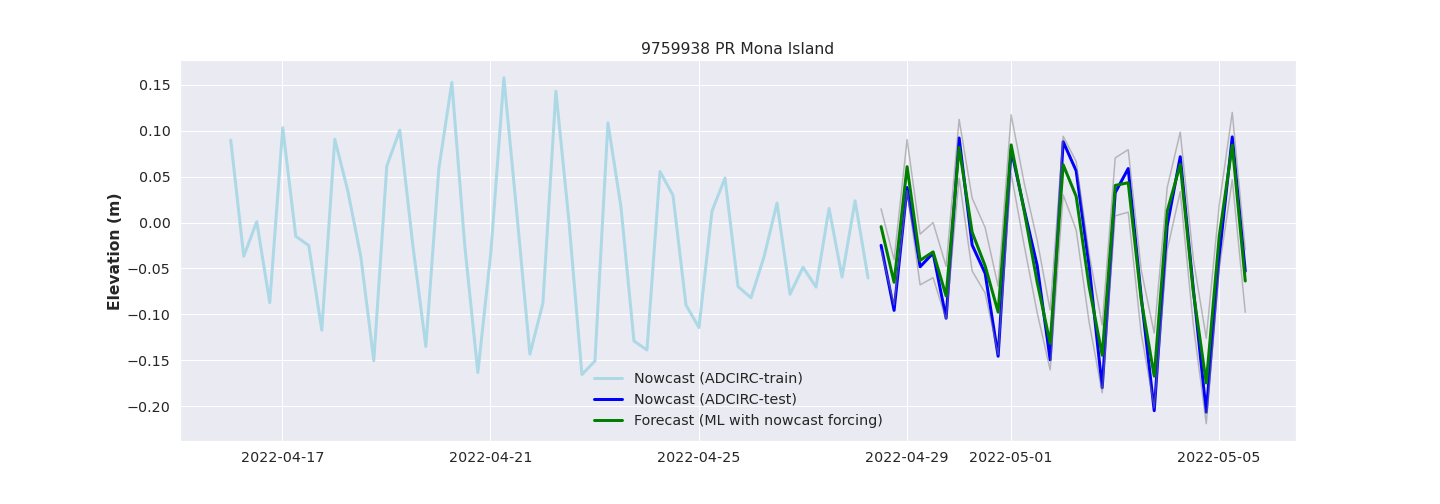 9759938 PR Mona Island
Elevation (m)
0.15
0.10
0.05
0.00
−0.05
−0.10
−0.15
−0.20
Nowcast (ADCIRC-train)
Nowcast (ADCIRC-test)
Forecast (ML with nowcast forcing)
2022-04-17 2022-04-21 2022-04-25 2022-04-29 2022-05-01 2022-05-05